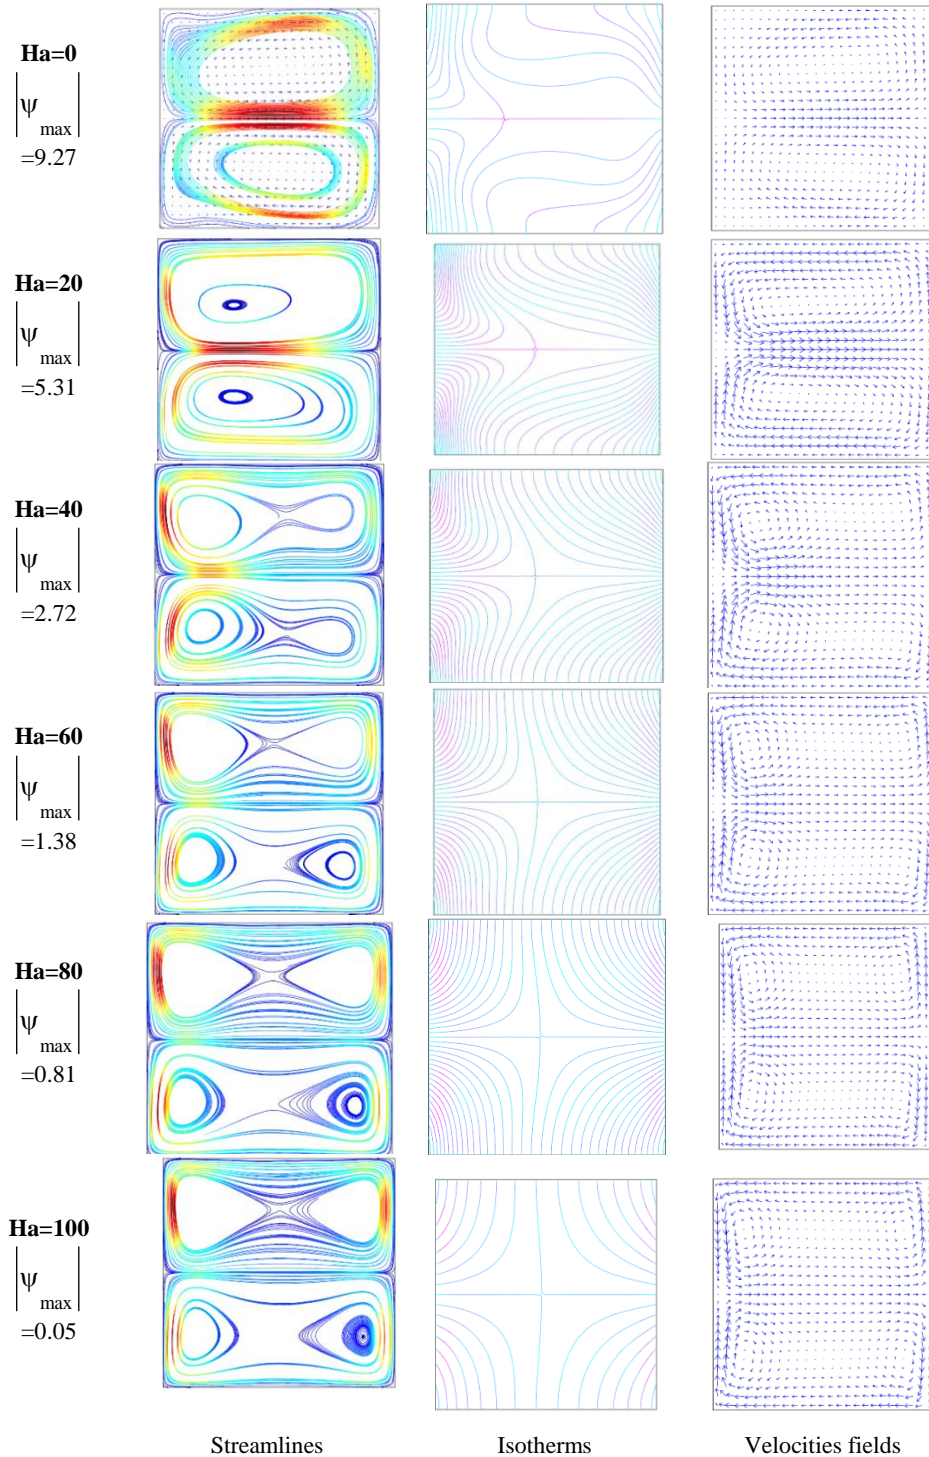 Ha=0
|ψ max|
=9.27
Ha=20
|ψ max|
=5.31
Ha=40
|ψ max|
=2.72
Ha=60
|ψ max|
=1.38
Ha=80
|ψ max|
=0.81
Ha=100
|ψ max|
=0.05
Streamlines Isotherms Velocities fields